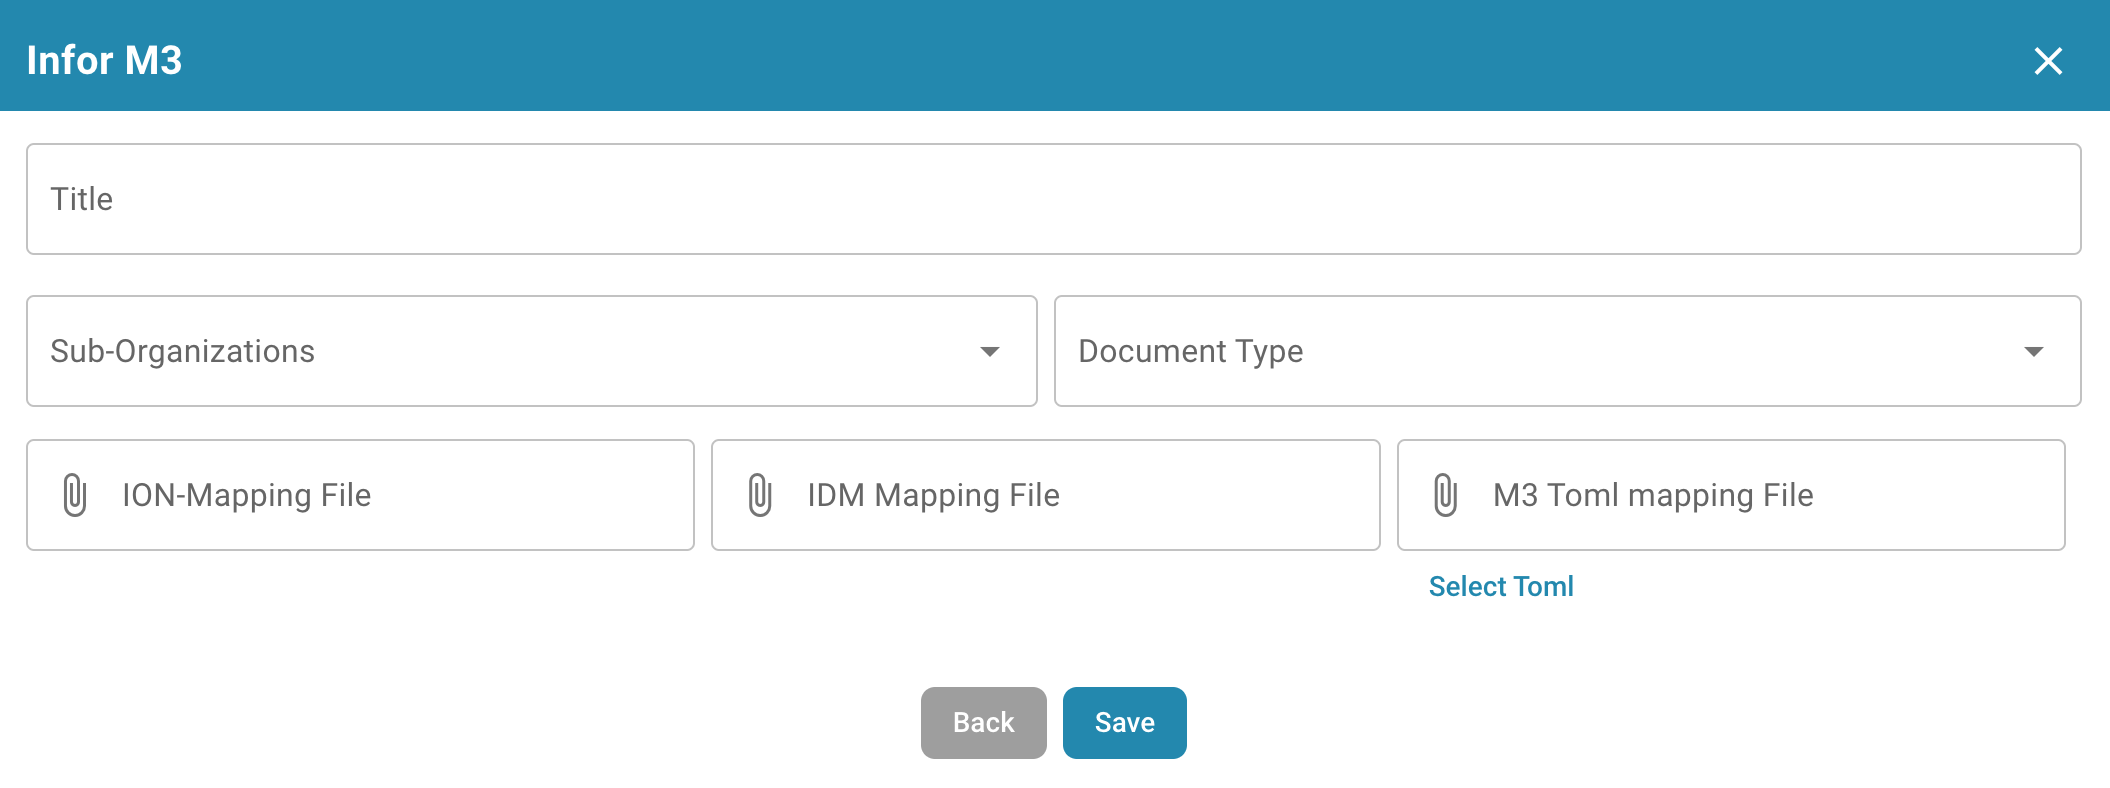 Infor M3
Title
Sub-Organizations
Document Type
ION-Mapping File
IDM Mapping File
M3 Toml mapping File
Select Toml
Back
Save